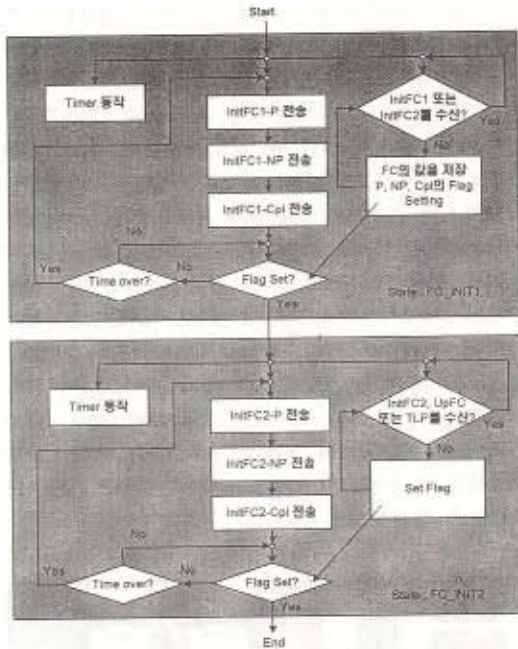 Start
Timer 동작
InitFC1 또는
InitFC2를 수신?
Yes
InitFC1-P 전송
No
InitFC1-NP 전송
FC의 값을 저장
P, NP, Cpl의 Flag
Setting
InitFC1-Cpl 전송
No
Yes
Time over?
No
Flag Set?
State : FC_INIT1
Yes
Timer 동작
InitFC2, UpFC
또는 TLP를 수신?
Yes
InitFC2-P 전송
No
InitFC2-NP 전송
Set Flag
InitFC2-Cpl 전송
No
Yes
Time over?
No
Flag Set?
State : FC_INIT2
Yes
End